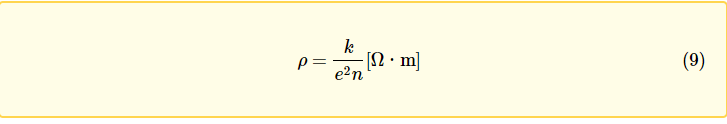 ρ = k / e²n [Ω · m] (9)